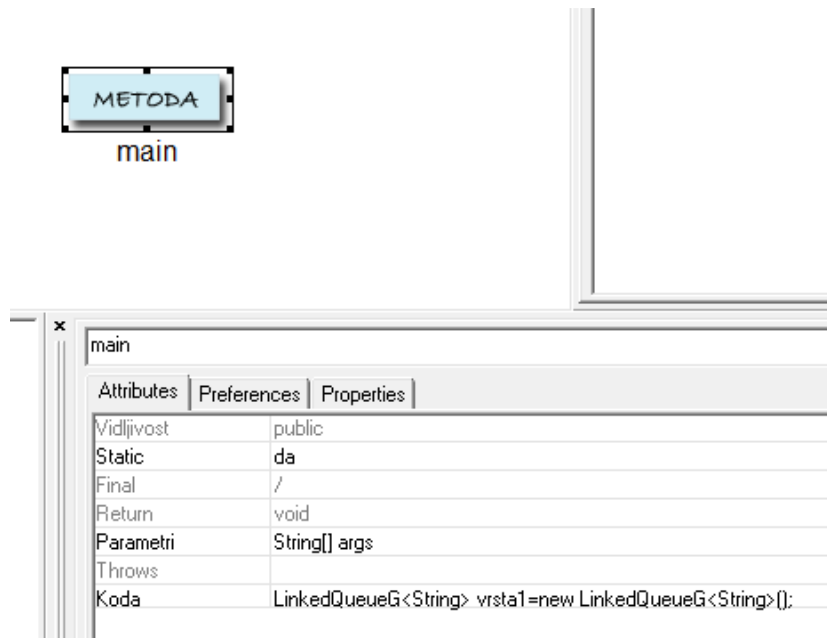 METODA
main
x
main
Attributes Preferences Properties
Vidljivost public
Static da
Final /
Return void
Parametri String[] args
Throws
Koda LinkedQueueG<String> vrsta1=new LinkedQueueG<String>();